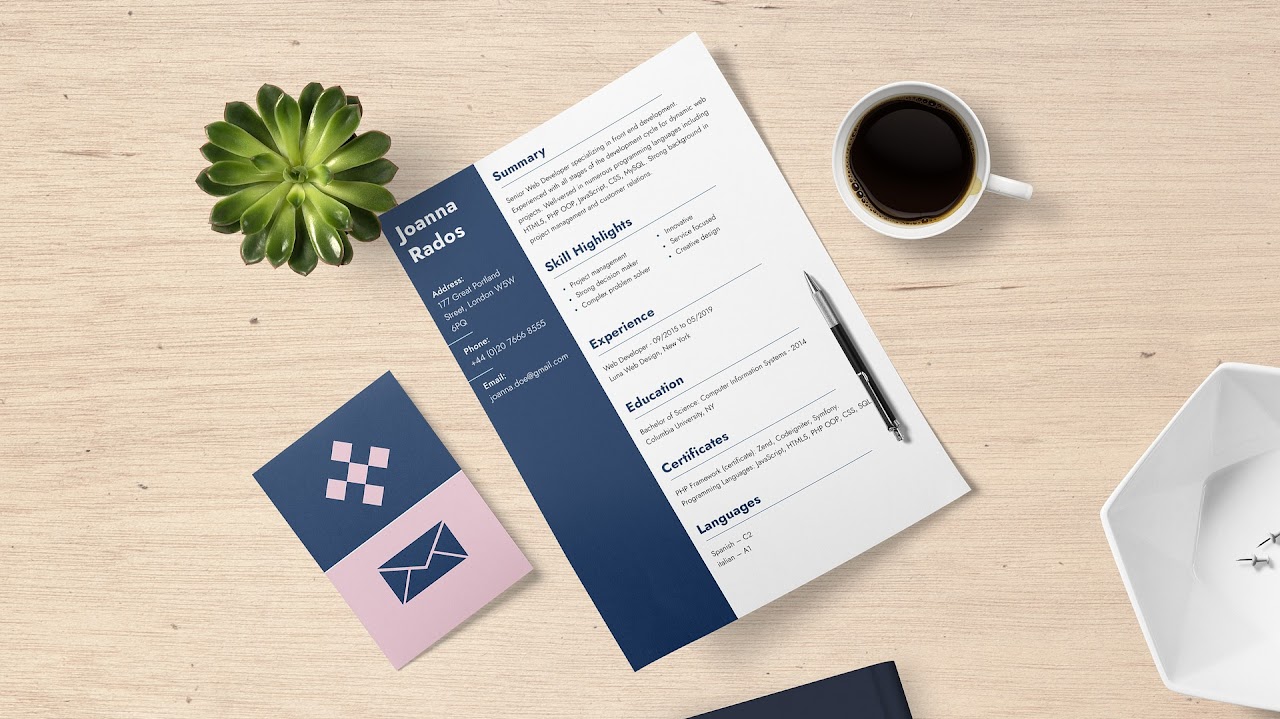 Joanna
Rados
Address:
177 Great Portland
Street, London W5W
6PQ
Phone:
+44 (0)20 7666 8555
Email:
joanna.doe@gmail.com
Summary
Senior Web Developer specializing in front end development.
Experienced with all stages of the development cycle for dynamic web
projects. Well-versed in numerous programming languages including
HTML5, PHP OOP, JavaScript, CSS, MySQL. Strong background in
project management and customer relations.
Skill Highlights
• Project management
• Strong decision maker
• Complex problem solver
• Innovative
• Service focused
• Creative design
Experience
Web Developer - 09/2015 to 05/2019
Luna Web Design, New York
Education
Bachelor of Science: Computer Information Systems - 2014
Columbia University, NY
Certificates
PHP Framework (certificate): Zend, Codeigniter, Symfony.
Programming Languages: JavaScript, HTML5, PHP OOP, CSS, SQL
Languages
Spanish – C2
Italian – A1